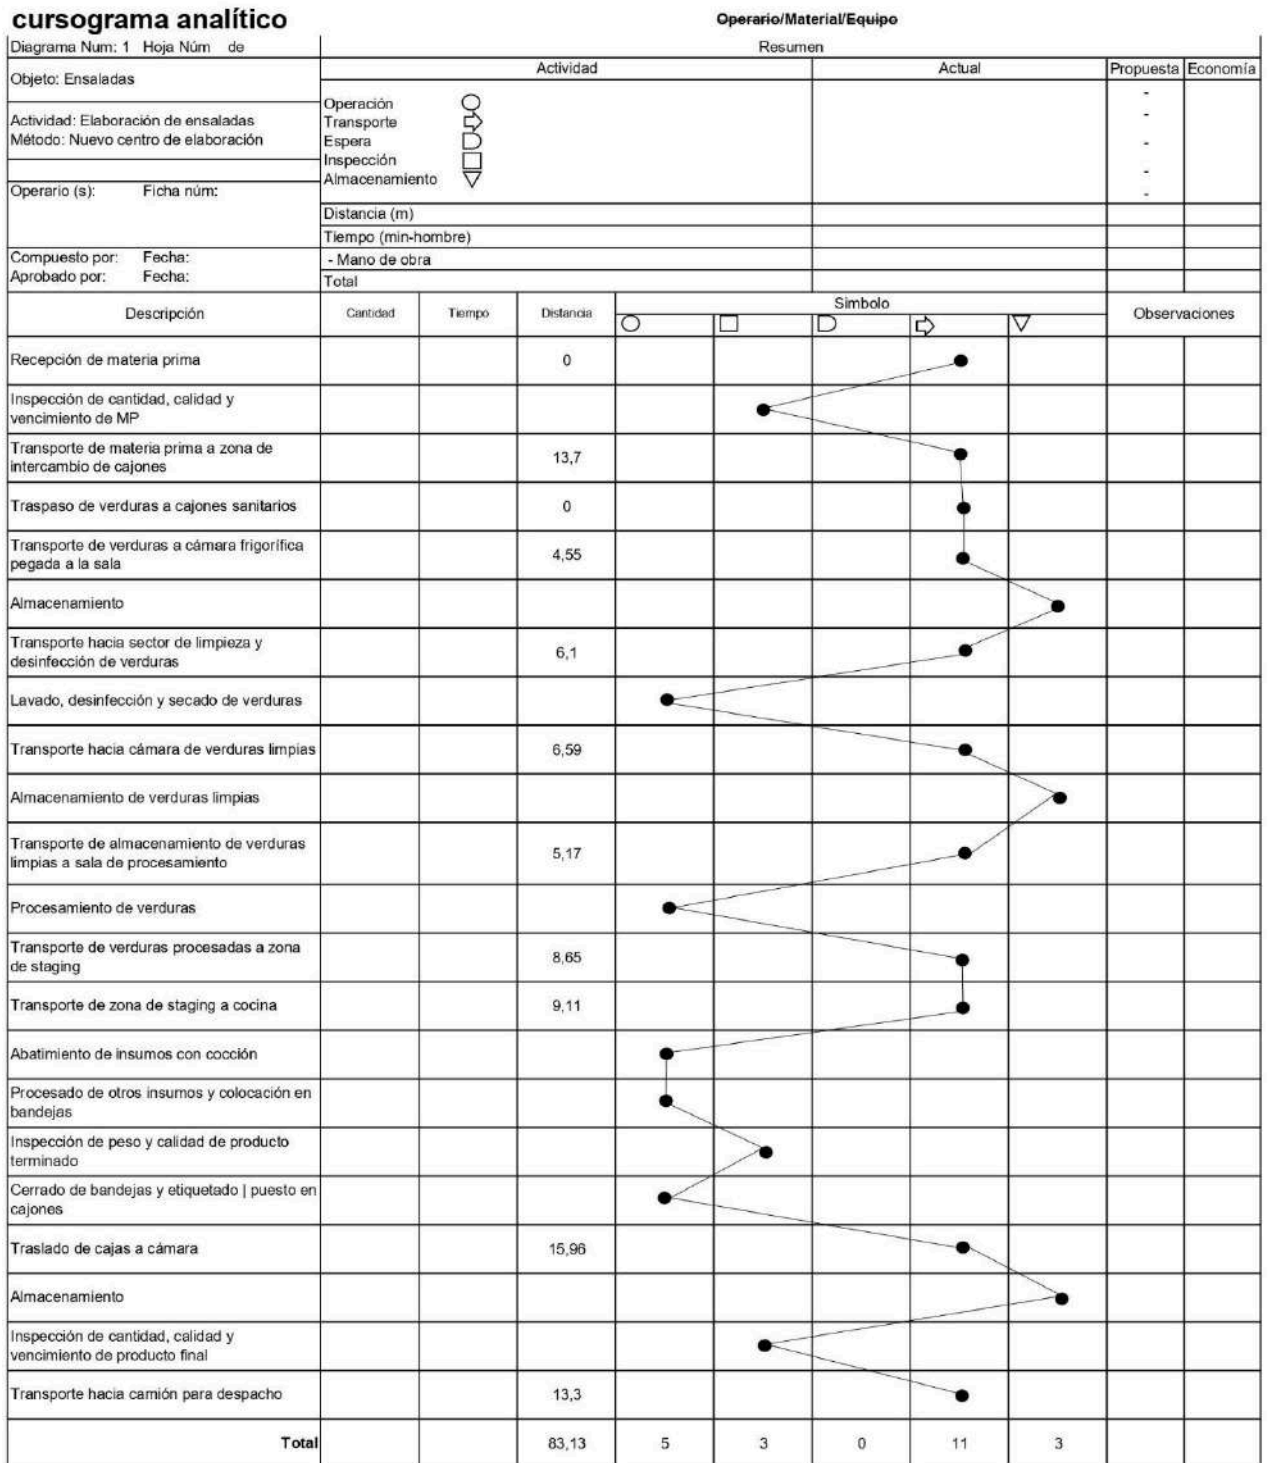 cursograma analítico
Operario/Material/Equipo
Diagrama Num: 1 Hoja Núm de
Resumen
Objeto: Ensaladas
Actividad
Actual
Propuesta
Economía
Actividad: Elaboración de ensaladas
Método: Nuevo centro de elaboración
Operación
Transporte
Espera
Inspección
Almacenamiento
-
-
-
-
-
Operario (s): Ficha núm:
Distancia (m)
Tiempo (min-hombre)
Compuesto por: Fecha:
Aprobado por: Fecha:
- Mano de obra
Total
Descripción
Cantidad
Tiempo
Distancia
Simbolo
Observaciones
Recepción de materia prima
0
Inspección de cantidad, calidad y
vencimiento de MP
Transporte de materia prima a zona de
intercambio de cajones
13,7
Traspaso de verduras a cajones sanitarios
0
Transporte de verduras a cámara frigorífica
pegada a la sala
4,55
Almacenamiento
Transporte hacia sector de limpieza y
desinfección de verduras
6,1
Lavado, desinfección y secado de verduras
Transporte hacia cámara de verduras limpias
6,59
Almacenamiento de verduras limpias
Transporte de almacenamiento de verduras
limpias a sala de procesamiento
5,17
Procesamiento de verduras
Transporte de verduras procesadas a zona
de staging
8,65
Transporte de zona de staging a cocina
9,11
Abatimiento de insumos con cocción
Procesado de otros insumos y colocación en
bandejas
Inspección de peso y calidad de producto
terminado
Cerrado de bandejas y etiquetado | puesto en
cajones
Traslado de cajas a cámara
15,96
Almacenamiento
Inspección de cantidad, calidad y
vencimiento de producto final
Transporte hacia camión para despacho
13,3
Total
83,13
5
3
0
11
3